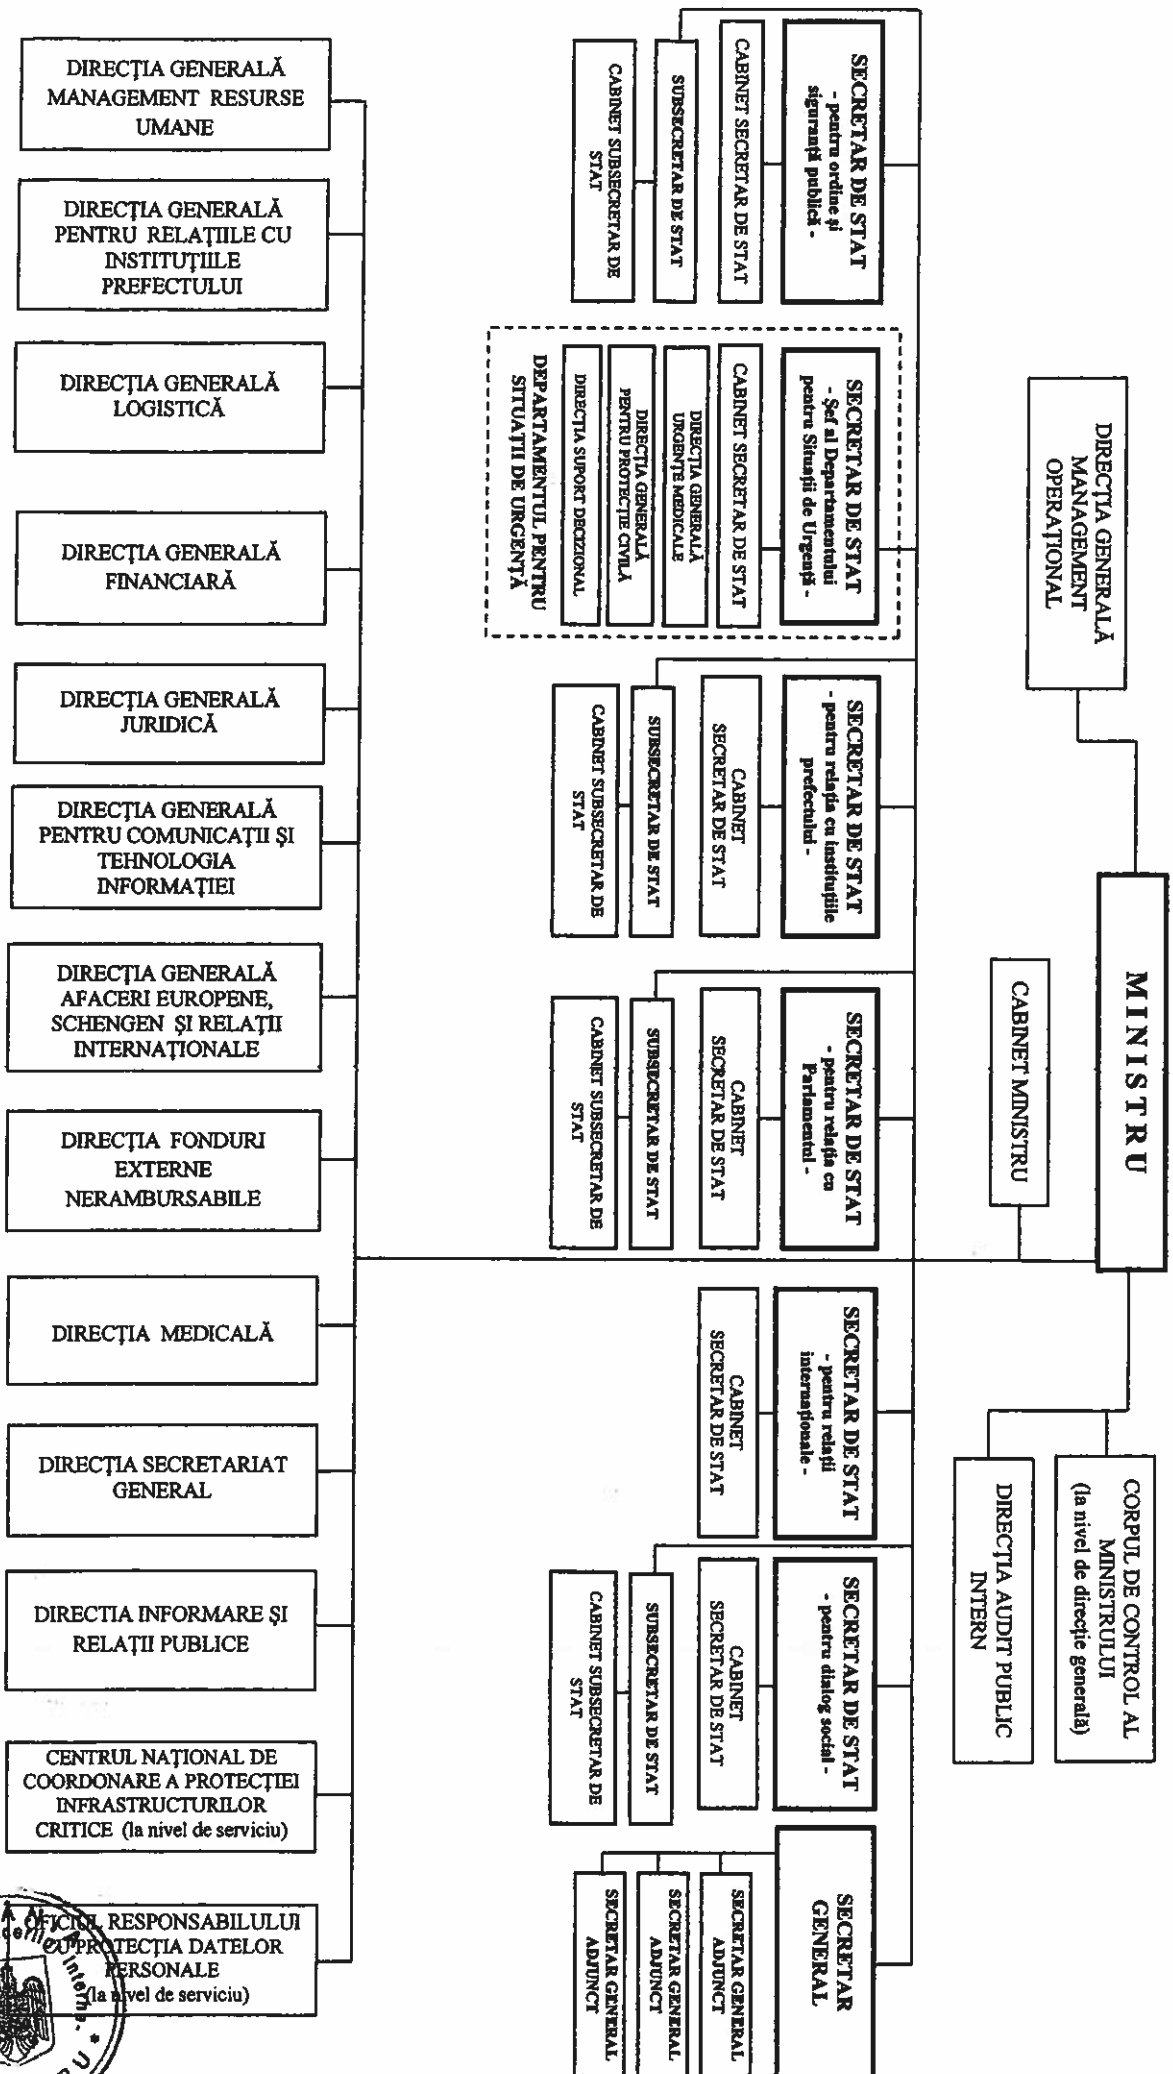 MINISTRU
DIRECȚIA GENERALĂ
MANAGEMENT
OPERAȚIONAL
CABINET MINISTRU
CORPUL DE CONTROL AL
MINISTRULUI
(la nivel de direcție generală)
DIRECȚIA AUDIT PUBLIC
INTERN
SECRETAR DE STAT
- pentru ordine și
siguranță publică -
CABINET SECRETAR DE STAT
SUBSECRETAR DE STAT
CABINET SUBSECRETAR DE
STAT
SECRETAR DE STAT
- Șef al Departamentului
pentru Situații de Urgență -
CABINET SECRETAR DE STAT
DIRECȚIA GENERALĂ
URGENȚE MEDICALE
DIRECȚIA GENERALĂ
PENTRU PROTECȚIE CIVILĂ
DIRECȚIA SUPORT DECIZIONAL
DEPARTAMENTUL PENTRU
SITUAȚII DE URGENȚĂ
SECRETAR DE STAT
- pentru relația cu instituțiile
prefectului -
CABINET
SECRETAR DE STAT
SUBSECRETAR DE STAT
CABINET SUBSECRETAR DE
STAT
SECRETAR DE STAT
- pentru relația cu
Parlamentul -
CABINET
SECRETAR DE STAT
SUBSECRETAR DE STAT
CABINET SUBSECRETAR DE
STAT
SECRETAR DE STAT
- pentru relații
internaționale -
CABINET
SECRETAR DE STAT
SECRETAR DE STAT
- pentru dialog social -
CABINET
SECRETAR DE STAT
SUBSECRETAR DE STAT
CABINET SUBSECRETAR DE
STAT
SECRETAR
GENERAL
SECRETAR GENERAL
ADJUNCT
SECRETAR GENERAL
ADJUNCT
SECRETAR GENERAL
ADJUNCT
DIRECȚIA GENERALĂ
MANAGEMENT RESURSE
UMANE
DIRECȚIA GENERALĂ
PENTRU RELAȚIILE CU
INSTITUȚIILE
PREFECTULUI
DIRECȚIA GENERALĂ
LOGISTICĂ
DIRECȚIA GENERALĂ
FINANCIARĂ
DIRECȚIA GENERALĂ
JURIDICĂ
DIRECȚIA GENERALĂ
PENTRU COMUNICAȚII ȘI
TEHNOLOGIA
INFORMAȚIEI
DIRECȚIA GENERALĂ
AFACERI EUROPENE,
SCHENGEN ȘI RELAȚII
INTERNAȚIONALE
DIRECȚIA FONDURI
EXTERNE
NERAMBURSABILE
DIRECȚIA MEDICALĂ
DIRECȚIA SECRETARIAT
GENERAL
DIRECTIA INFORMARE ȘI
RELAȚII PUBLICE
CENTRUL NAȚIONAL DE
COORDONARE A PROTECȚIEI
INFRASTRUCTURILOR
CRITICE (la nivel de serviciu)
OFICIUL RESPONSABILULUI
CU PROTECȚIA DATELOR
PERSONALE
(la nivel de serviciu)